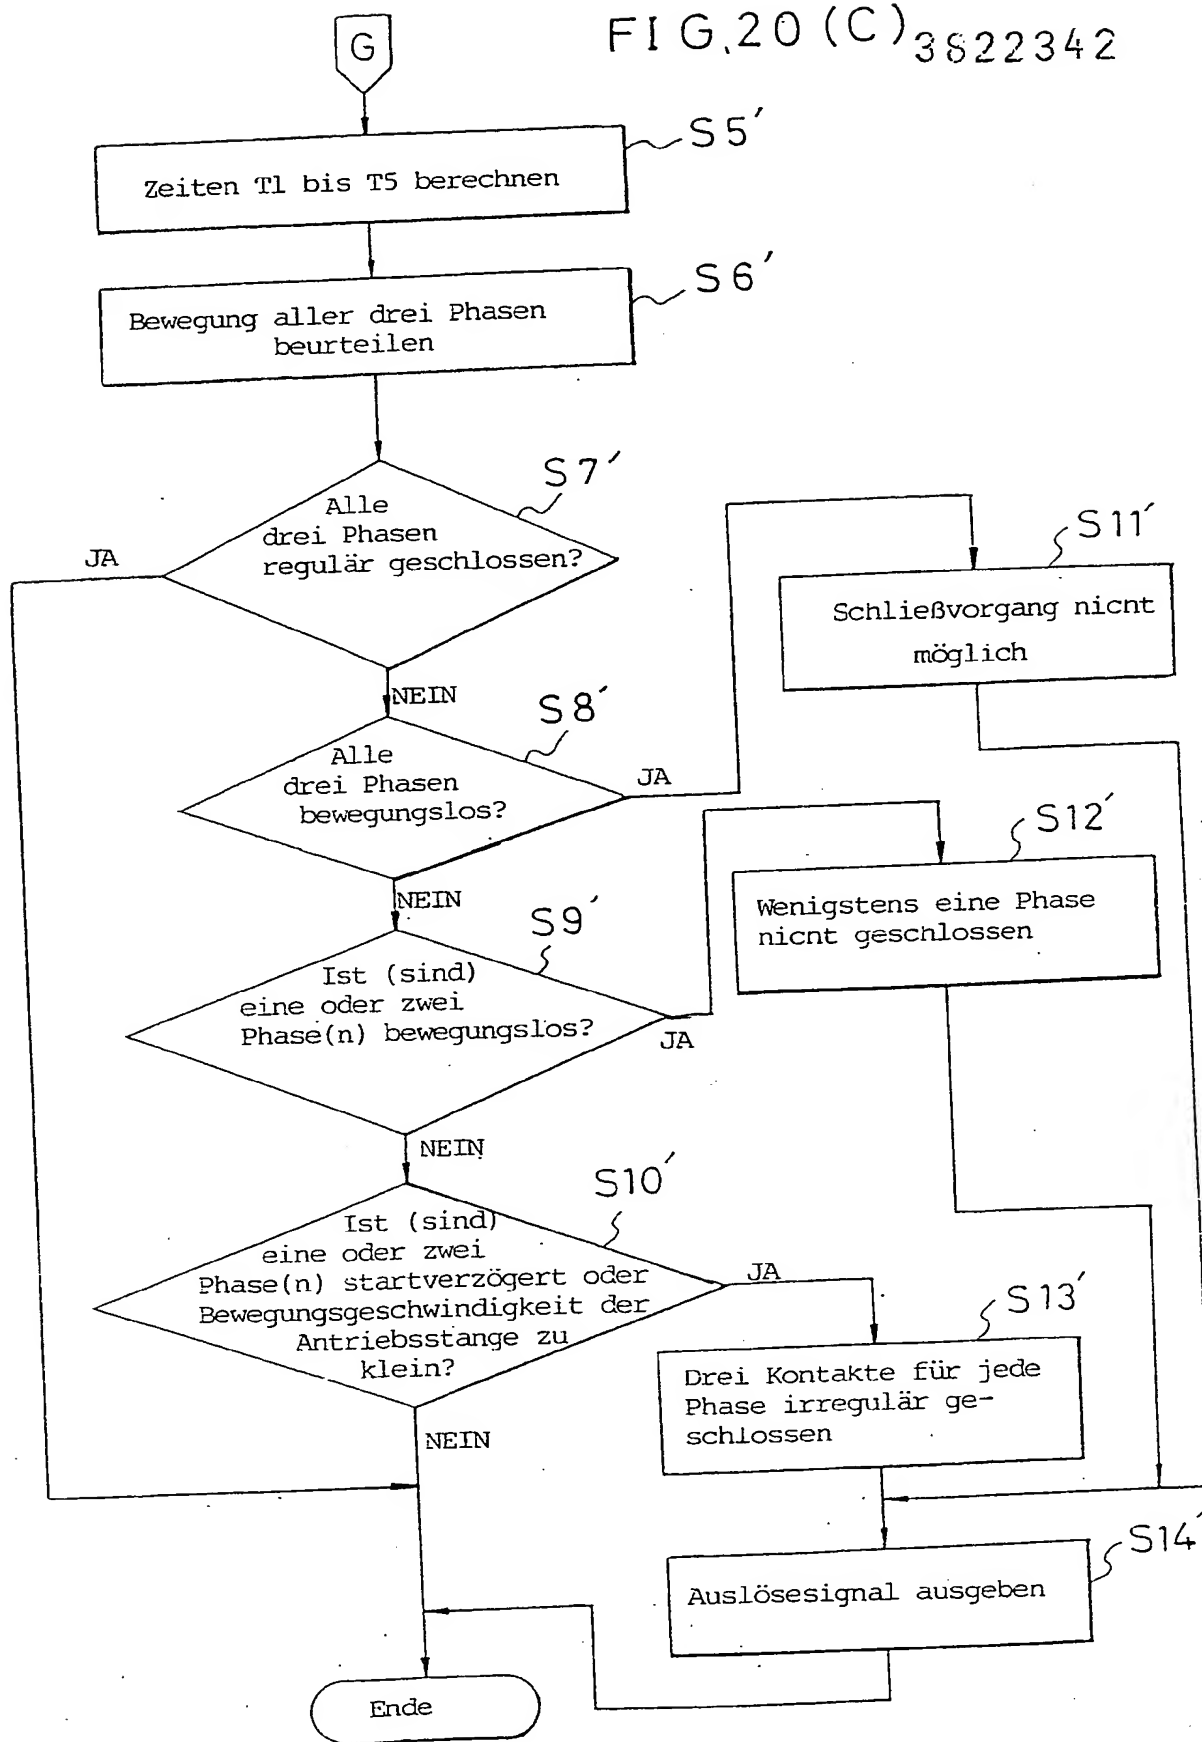 FIG. 20 (C) 3822342
G
S5′
Zeiten T1 bis T5 berechnen
S6′
Bewegung aller drei Phasen
beurteilen
S7′
Alle
drei Phasen
regulär geschlossen?
JA
NEIN
S11′
Schließvorgang nicnt
möglich
S8′
Alle
drei Phasen
bewegungslos?
JA
NEIN
S12′
Wenigstens eine Phase
nicnt geschlossen
S9′
Ist (sind)
eine oder zwei
Phase(n) bewegungslos?
JA
NEIN
S10′
Ist (sind)
eine oder zwei
Phase(n) startverzögert oder
Bewegungsgeschwindigkeit der
Antriebsstange zu
klein?
JA
NEIN
S13′
Drei Kontakte für jede
Phase irregulär ge-
schlossen
S14′
Auslösesignal ausgeben
Ende